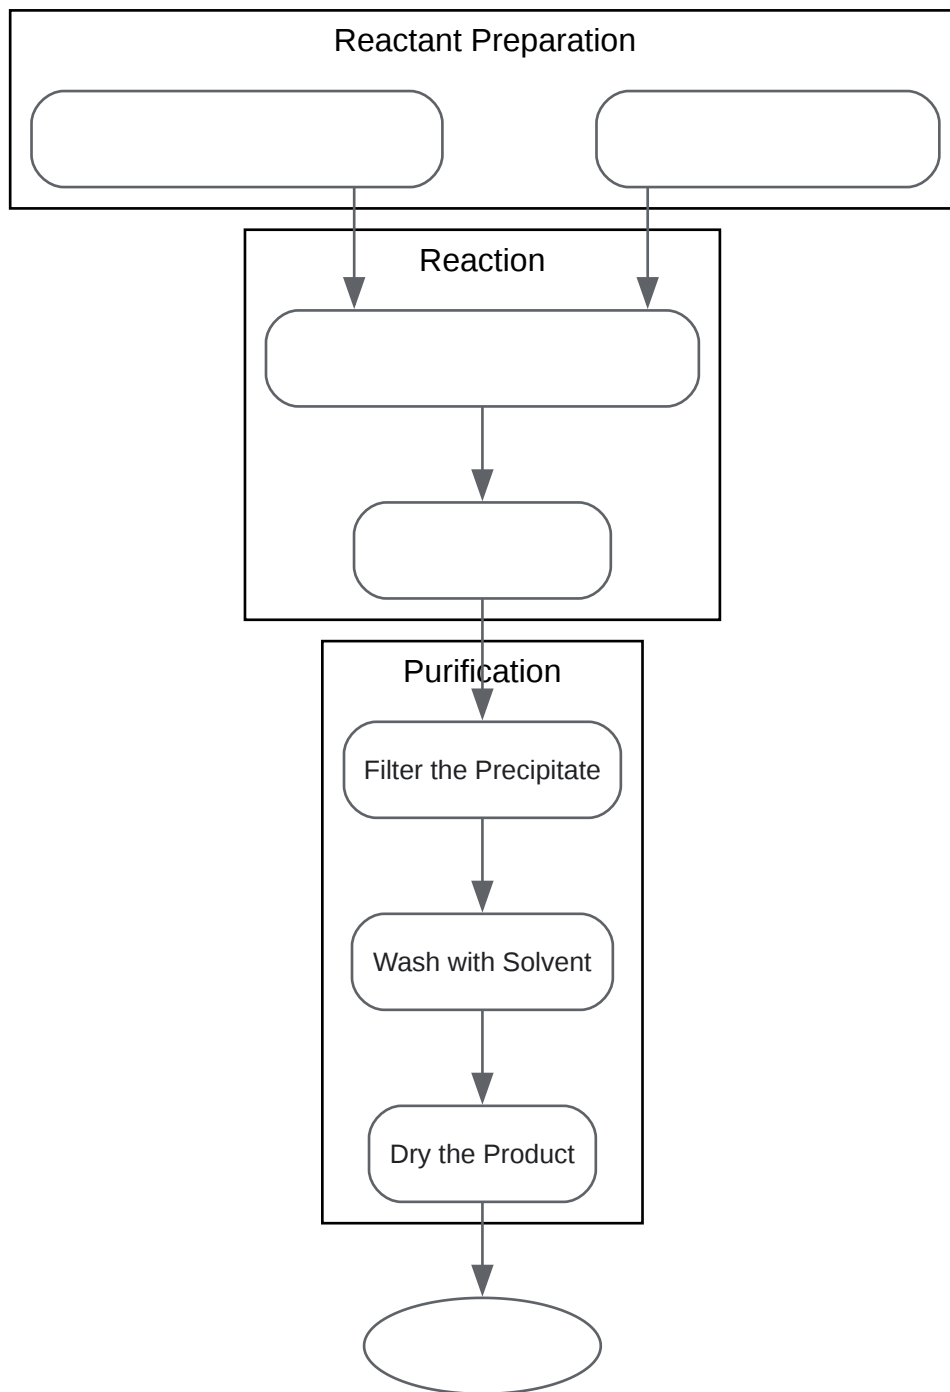 Reactant Preparation
Reaction
Purification
Filter the Precipitate
Wash with Solvent
Dry the Product